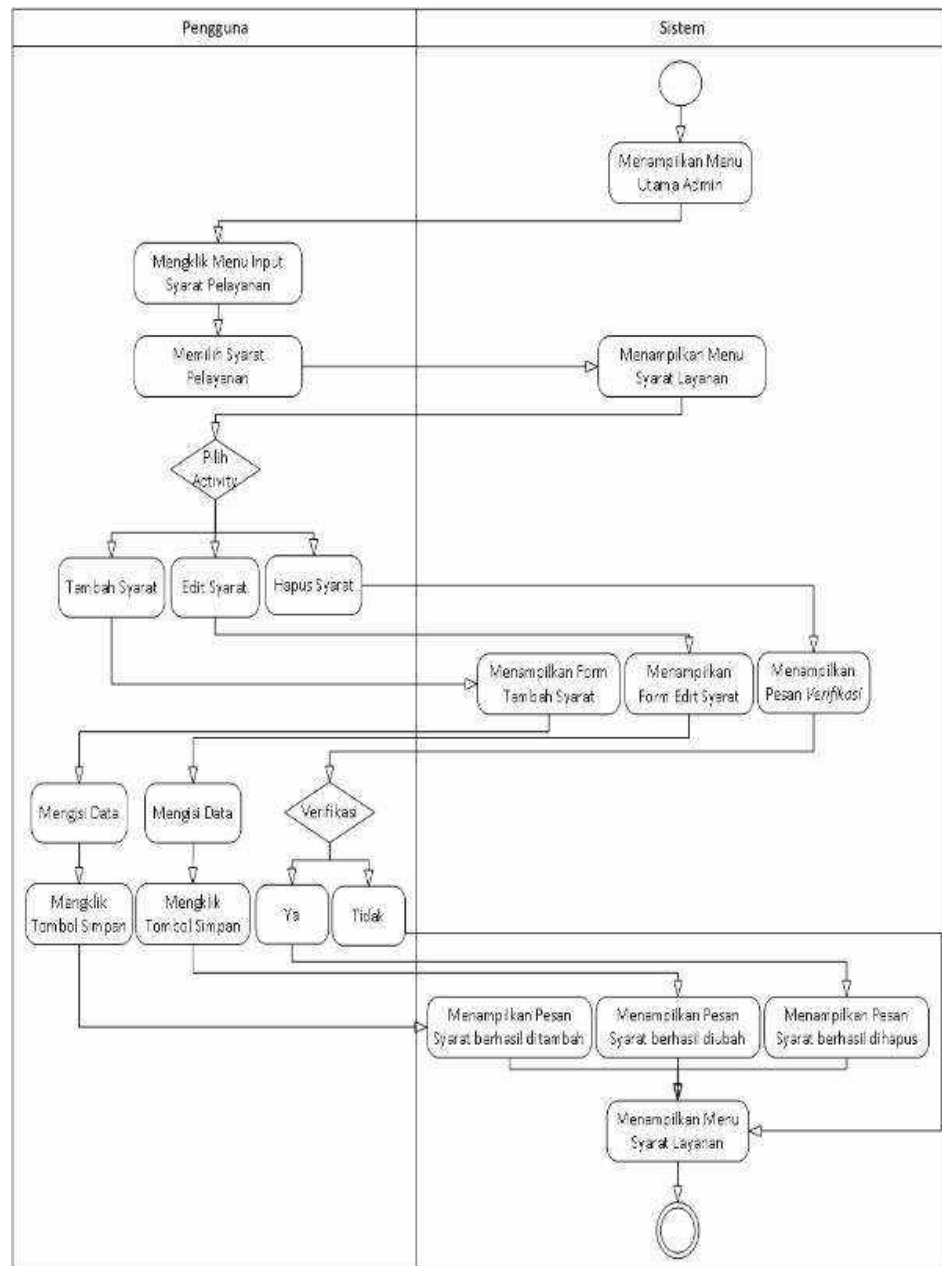 Pengguna
Sistem
Menampilkan Menu
Utama Admin
Mengklik Menu Input
Syarat Pelayanan
Memilih Syarat
Pelayanan
Menampilkan Menu
Syarat Layanan
Pilih
Activity
Tambah Syarat
Edit Syarat
Hapus Syarat
Menampilkan Form
Tambah Syarat
Menampilkan
Form Edit Syarat
Menampilkan
Pesan Verifikasi
Mengisi Data
Mengisi Data
Verifikasi
Mengklik
Tombol Simpan
Mengklik
Tombol Simpan
Ya
Tidak
Menampilkan Pesan
Syarat berhasil ditambah
Menampilkan Pesan
Syarat berhasil diubah
Menampilkan Pesan
Syarat berhasil dihapus
Menampilkan Menu
Syarat Layanan